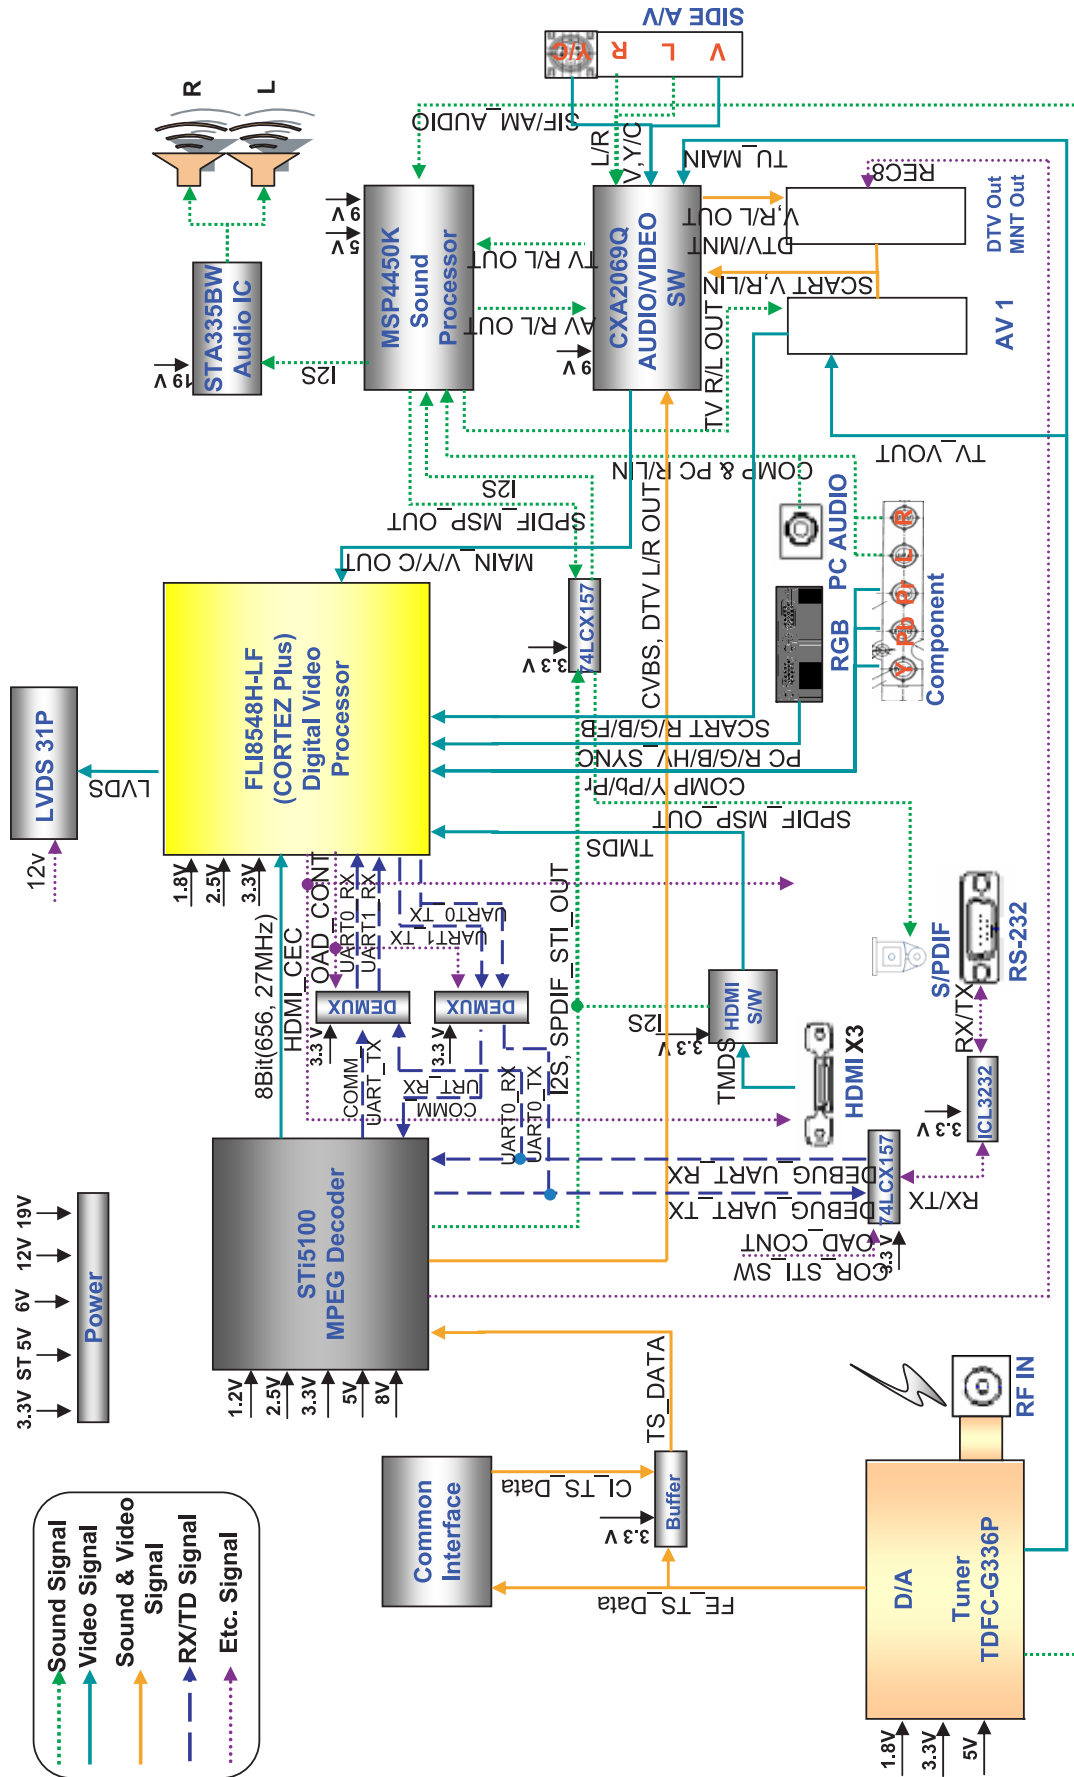 Sound Signal
Video Signal
Sound & Video
Signal
RX/TD Signal
Etc. Signal
3.3V
ST 5V
6V
12V
19V
Power
12v
LVDS 31P
LVDS
19 V
STA335BW
Audio IC
R
L
I2S
1.8V
2.5V
3.3V
FLI8548H-LF
(CORTEZ Plus)
Digital Video
Processor
5 V
9 V
MSP4450K
Sound
Processor
SIF/AM_AUDIO
SIDE A/V
Y/C
R
L
V
L/R
V,Y/C
TU_MAIN
TV R/L OUT
AV R/L OUT
9 V
CXA2069Q
AUDIO/VIDEO
SW
V,R/L OUT
DTV/MNT
SCART V,R/LIN
REC8
DTV Out
MNT Out
AV 1
TV R/L OUT
TV_VOUT
COMP & PC R/LIN
I2S
SPDIF_MSP_OUT
MAIN_V/Y/C OUT
3.3 V
74LCX157
CVBS, DTV L/R OUT
PC AUDIO
RGB
Y
Pb
Pr
L
R
Component
SCART R/G/B/FB
PC R/G/B/HV_SYNC
COMP Y/Pb/Pr
SPDIF_MSP_OUT
TMDS
8Bit(656, 27MHz)
HDMI_CEC
OAD_CONT
UART0_RX
UART1_RX
UART0_TX
UART1_TX
3.3 V
DEMUX
3.3 V
DEMUX
COMM_
UART_TX
COMM_
URT_RX
UART0_RX
UART0_TX
I2S, SPDIF_STI_OUT
I2S
3.3 V
HDMI
S/W
TMDS
HDMI X3
S/PDIF
RS-232
RX/TX
3.3 V
ICL3232
RX/TX
74LCX157
3.3 V
DEBUG_UART_RX
DEBUG_UART_TX
OAD_CONT
COR_STI_SW
STi5100
MPEG Decoder
1.2V
2.5V
3.3V
5V
8V
TS_DATA
Common
Interface
CI_TS_Data
3.3 V
Buffer
FE_TS_Data
D/A
Tuner
TDFC-G336P
RF IN
1.8V
3.3V
5V